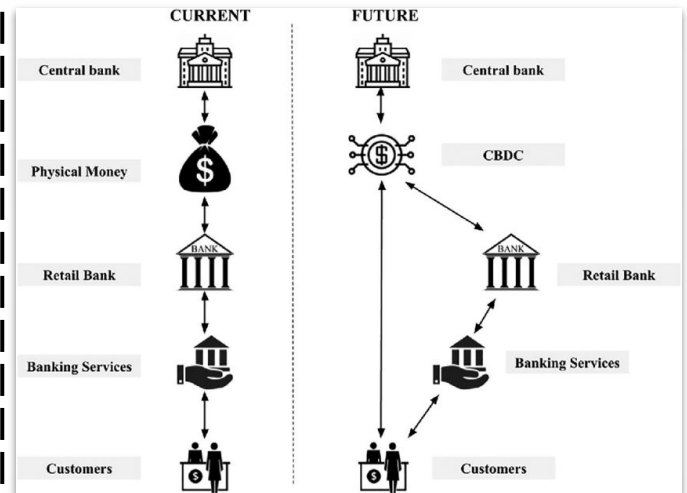 CURRENT
FUTURE
Central bank
Central bank
$
Physical Money
$
CBDC
BANK
Retail Bank
BANK
Retail Bank
Banking Services
Banking Services
$
Customers
$
Customers